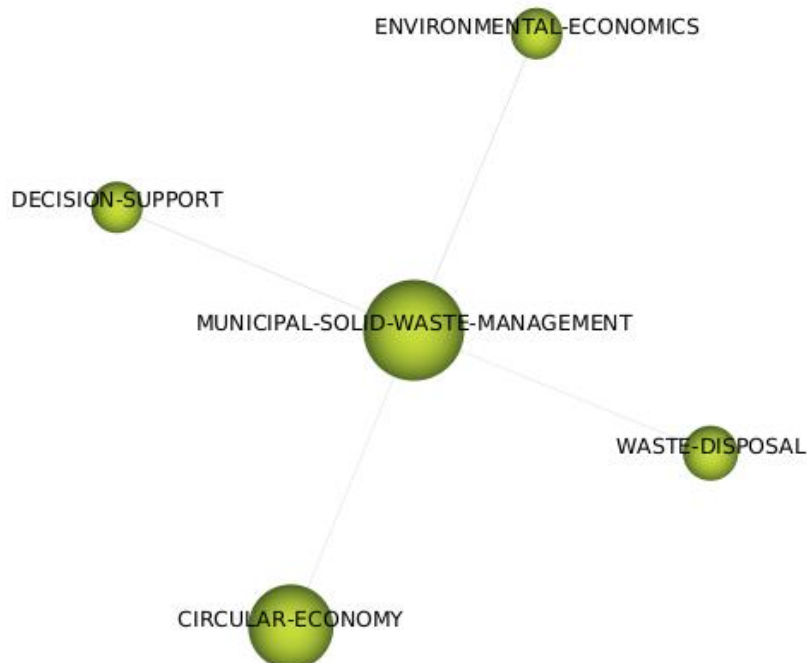 ENVIRONMENTAL-ECONOMICS
DECISION-SUPPORT
MUNICIPAL-SOLID-WASTE-MANAGEMENT
WASTE-DISPOSAL
CIRCULAR-ECONOMY